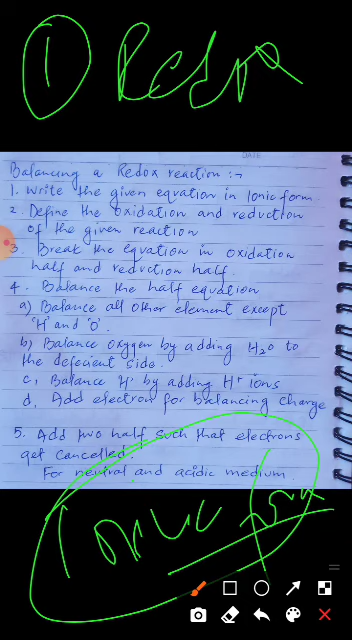 ① Redox
DATE
Balancing a Redox reaction :-
1. Write the given equation in Ionic form.
2. Define the oxidation and reduction
of the given reaction
3. Break the equation in oxidation
half and reduction half.
4. Balance the half equation
a) Balance all other element except
'H' and 'O'.
b) Balance oxygen by adding H2O to
the defecient side.
c, Balance 'H' by adding H+ ions
d, Add electron for balancing charge
5. Add two half such that electrons
get cancelled.
For neutral and acidic medium.